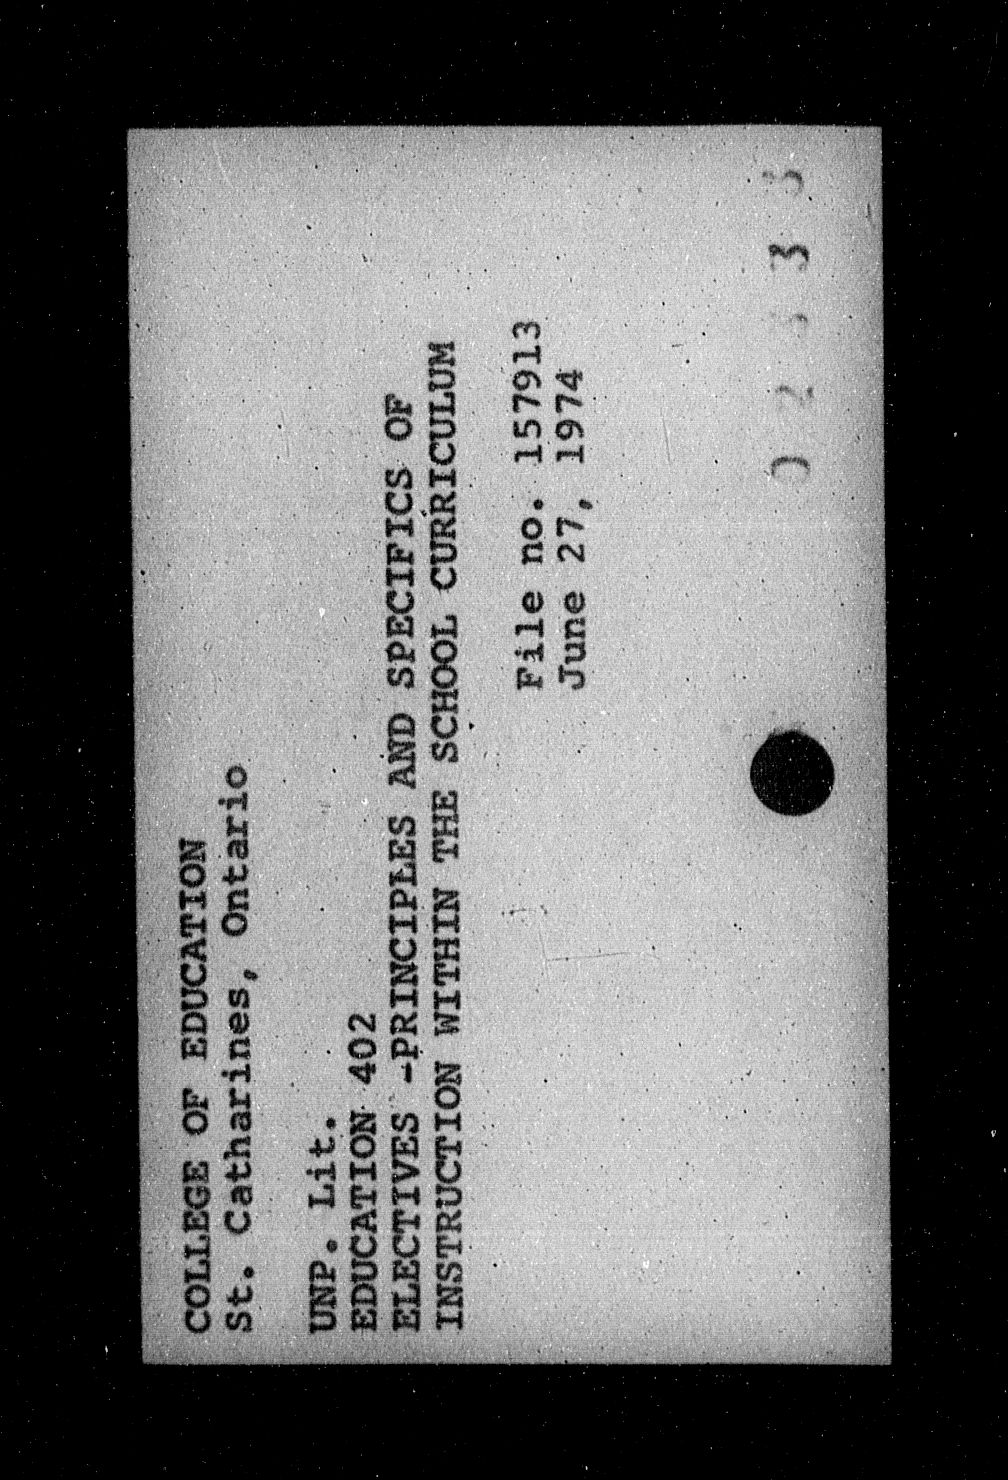 COLLEGE OF EDUCATION
St. Catharines, Ontario
UNP. Lit.
EDUCATION 402
ELECTIVES -PRINCIPLES AND SPECIFICS OF
INSTRUCTION WITHIN THE SCHOOL CURRICULUM
File no. 157913
June 27, 1974